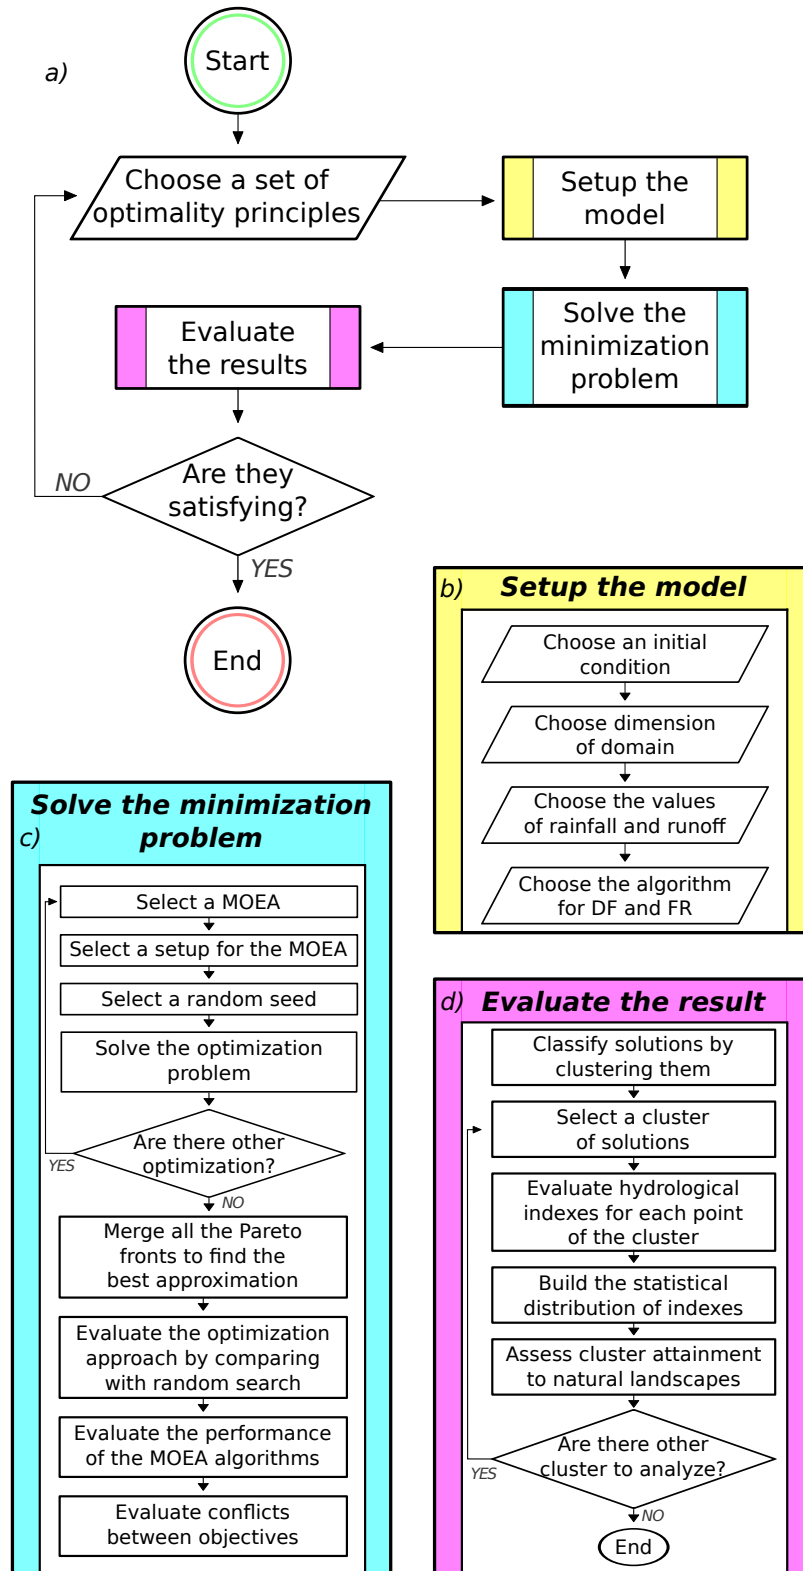 a)
Start
Choose a set of
optimality principles
Setup the
model
Solve the
minimization
problem
Evaluate
the results
Are they
satisfying?
NO
YES
End
b)
Setup the model
Choose an initial
condition
Choose dimension
of domain
Choose the values
of rainfall and runoff
Choose the algorithm
for DF and FR
c)
Solve the minimization
problem
Select a MOEA
Select a setup for the MOEA
Select a random seed
Solve the optimization
problem
Are there other
optimization?
YES
NO
Merge all the Pareto
fronts to find the
best approximation
Evaluate the optimization
approach by comparing
with random search
Evaluate the performance
of the MOEA algorithms
Evaluate conflicts
between objectives
d)
Evaluate the result
Classify solutions by
clustering them
Select a cluster
of solutions
Evaluate hydrological
indexes for each point
of the cluster
Build the statistical
distribution of indexes
Assess cluster attainment
to natural landscapes
Are there other
cluster to analyze?
YES
NO
End